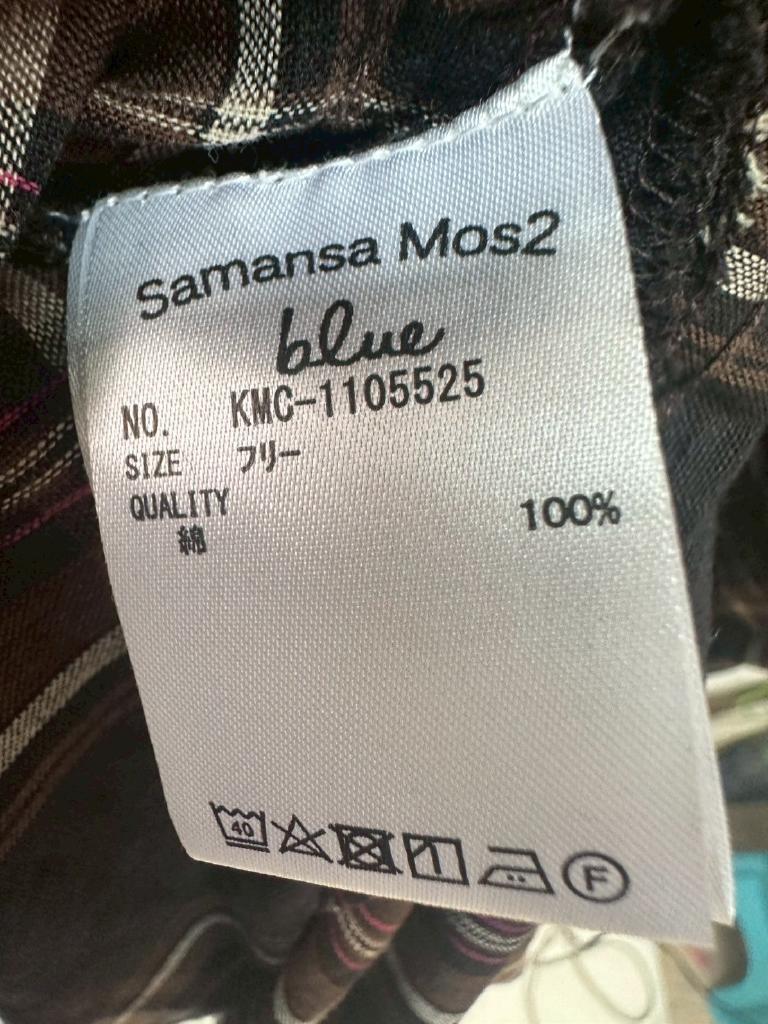 Samansa Mos2
blue
NO. KMC-1105525
SIZE フリー
QUALITY
綿 100%
40
F